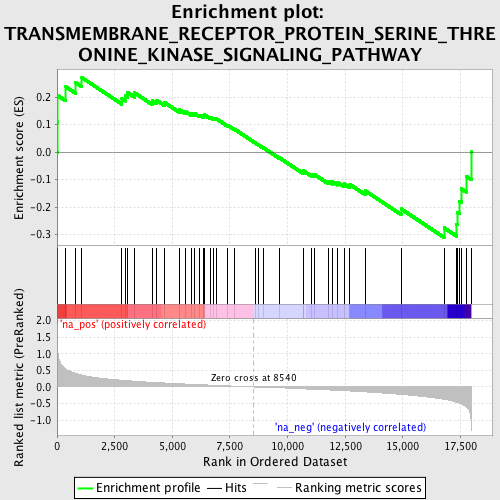 Enrichment plot:
TRANSMEMBRANE_RECEPTOR_PROTEIN_SERINE_THRE
ONINE_KINASE_SIGNALING_PATHWAY
Enrichment score (ES)
0.2
0.1
0.0
-0.1
-0.2
-0.3
'na_pos' (positively correlated)
Ranked list metric (PreRanked)
2.0
1.5
1.0
0.5
0.0
-0.5
-1.0
Zero cross at 8540
'na_neg' (negatively correlated)
0
2,500
5,000
7,500
10,000
12,500
15,000
17,500
Rank in Ordered Dataset
Enrichment profile
Hits
Ranking metric scores